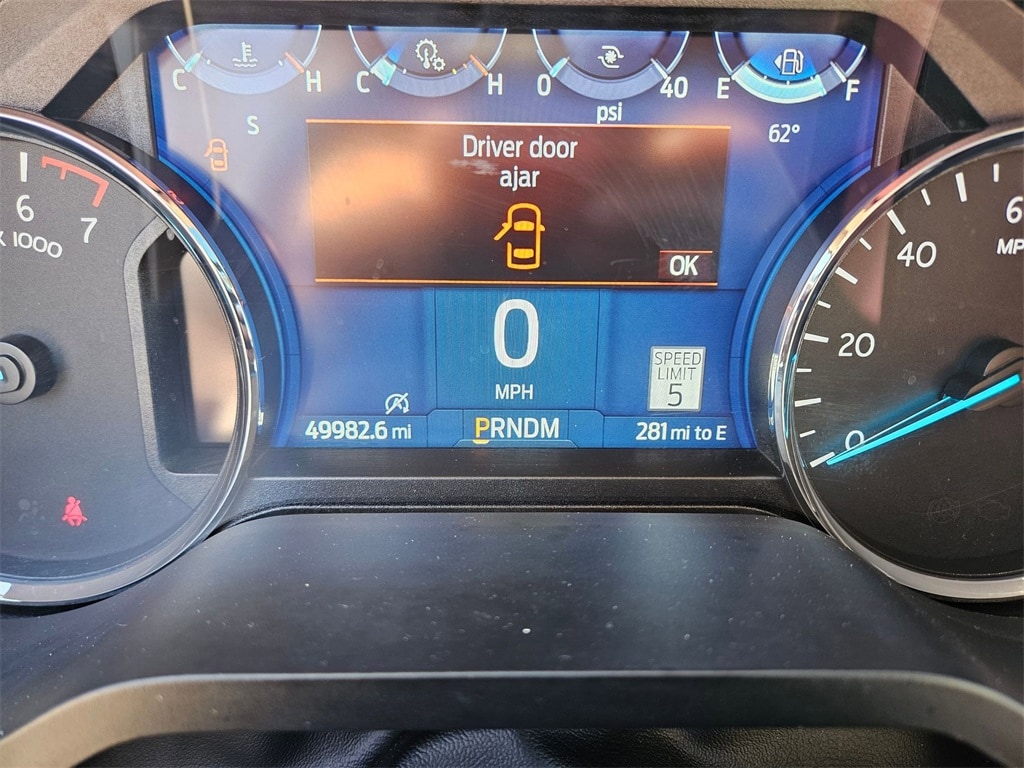 C H
C H
0 40
psi
E F
S
62°
Driver door
ajar
OK
6
7
X 1000
0
MPH
SPEED
LIMIT
5
49982.6 mi
PRNDM
281 mi to E
40
20
0